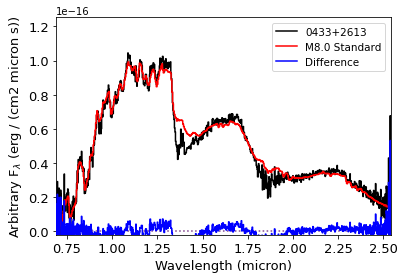 1e−16
0433+2613
M8.0 Standard
Difference
1.2
1.0
0.8
0.6
0.4
0.2
0.0
Arbitrary Fλ (erg / (cm2 micron s))
0.75 1.00 1.25 1.50 1.75 2.00 2.25 2.50
Wavelength (micron)